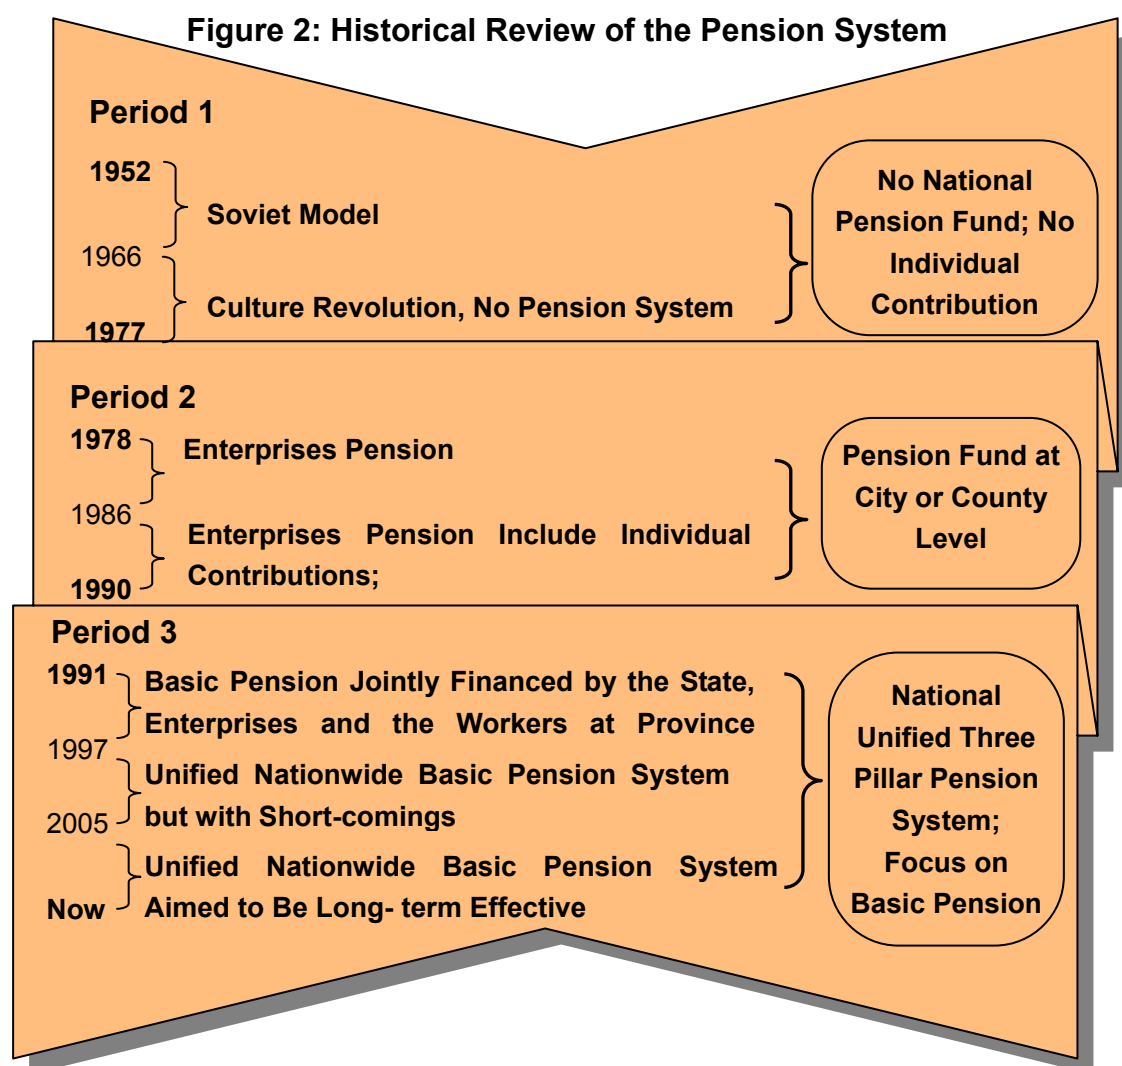 Figure 2: Historical Review of the Pension System
Period 1
1952
Soviet Model
1966
Culture Revolution, No Pension System
1977
No National
Pension Fund; No
Individual
Contribution
Period 2
1978
Enterprises Pension
1986
Enterprises Pension Include Individual
Contributions;
1990
Pension Fund at
City or County
Level
Period 3
1991
Basic Pension Jointly Financed by the State,
Enterprises and the Workers at Province
1997
Unified Nationwide Basic Pension System
but with Short-comings
2005
Unified Nationwide Basic Pension System
Aimed to Be Long- term Effective
Now
National
Unified Three
Pillar Pension
System;
Focus on
Basic Pension